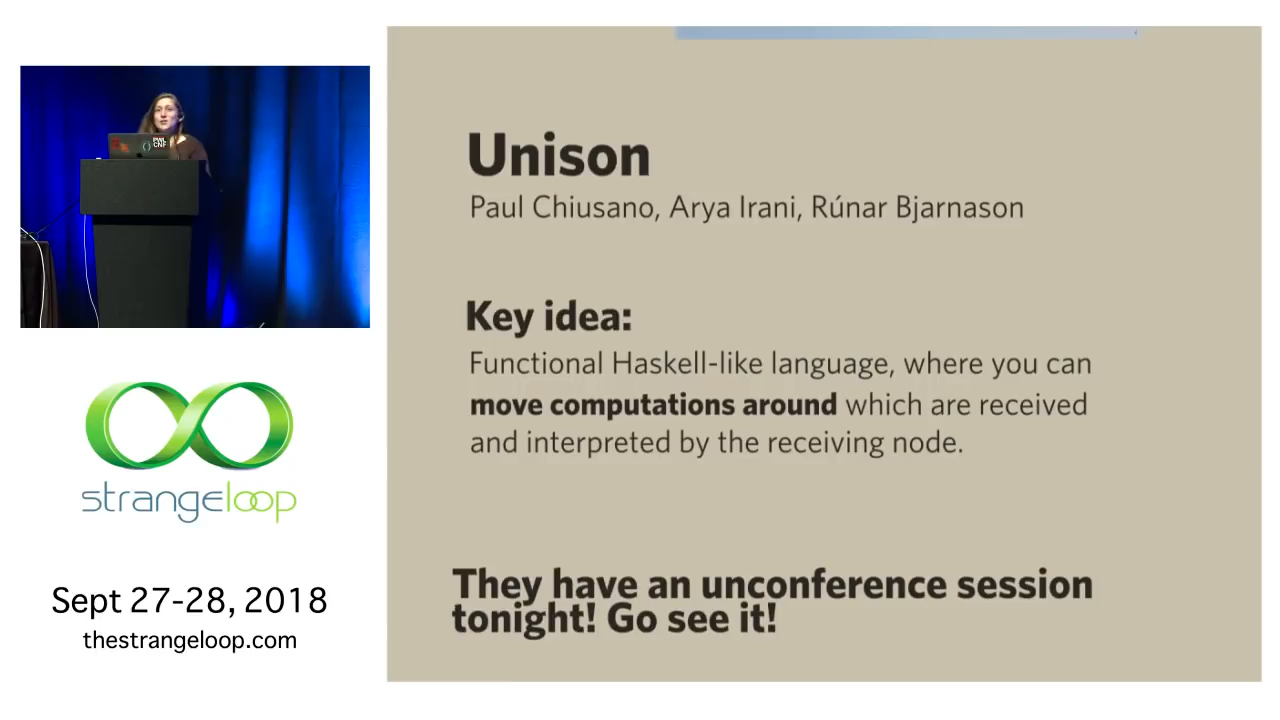 Unison
Paul Chiusano, Arya Irani, Rúnar Bjarnason
Key idea:
Functional Haskell-like language, where you can
move computations around which are received
and interpreted by the receiving node.
They have an unconference session
tonight! Go see it!
strangeloop
Sept 27-28, 2018
thestrangeloop.com